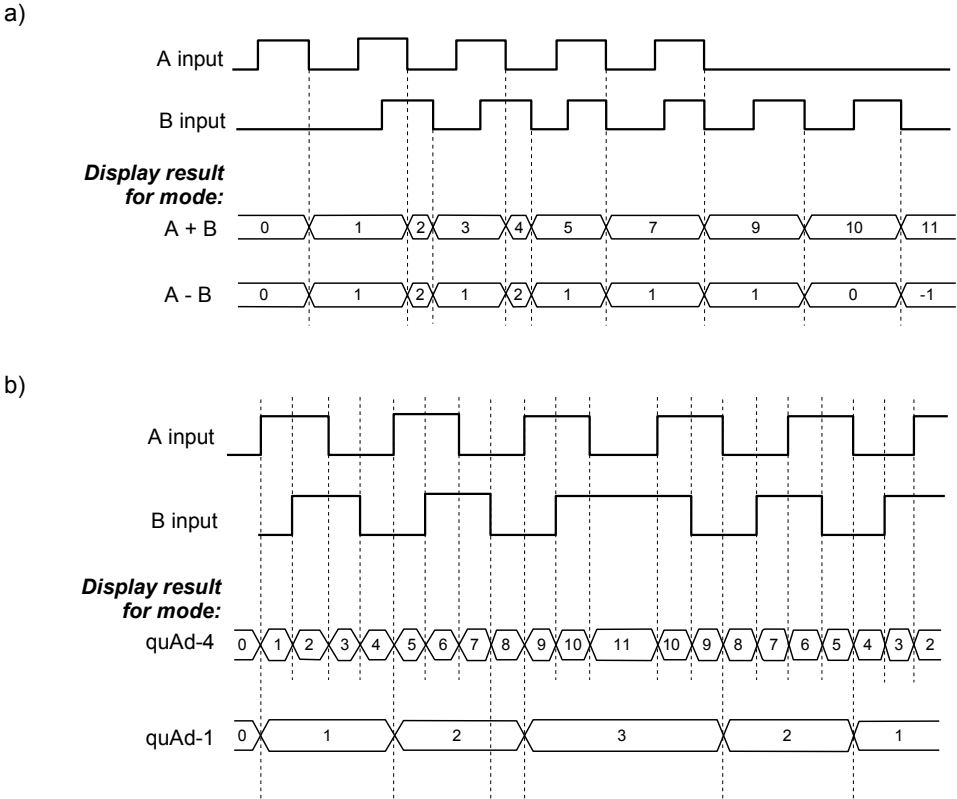 a)
A input
B input
Display result
for mode:
A + B 0 1 2 3 4 5 7 9 10 11
A - B 0 1 2 1 2 1 1 1 0 -1
b)
A input
B input
Display result
for mode:
quAd-4 0 1 2 3 4 5 6 7 8 9 10 11 10 9 8 7 6 5 4 3 2
quAd-1 0 1 2 3 2 1